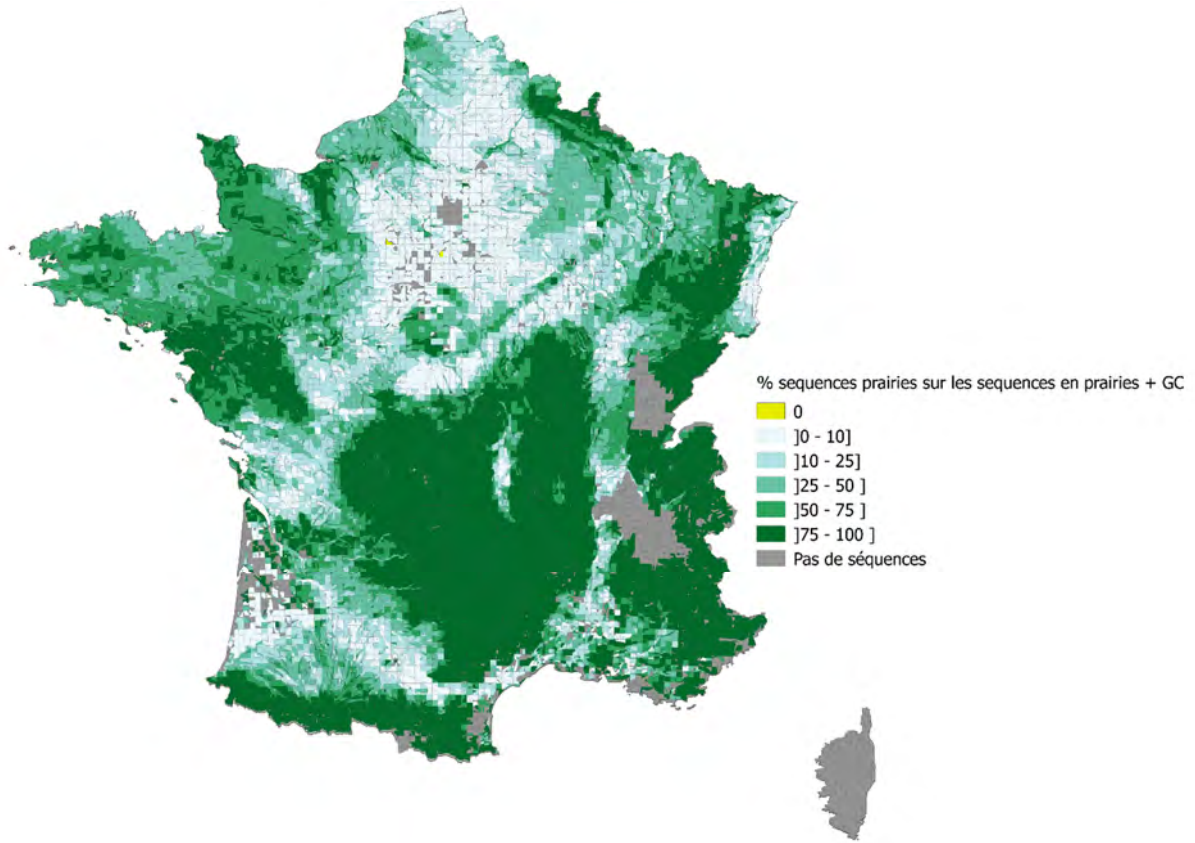 % sequences prairies sur les sequences en prairies + GC
0
]0 - 10]
]10 - 25]
]25 - 50 ]
]50 - 75 ]
]75 - 100 ]
Pas de séquences